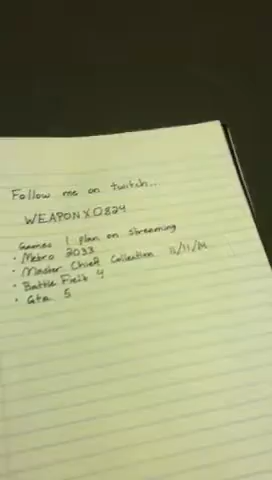 Follow me on twitch...
WEAPONX0824
Games I plan on streaming
• Metro 2033
• Master Chief Collection 11/11/14
• Battle Field 4
• Gta 5